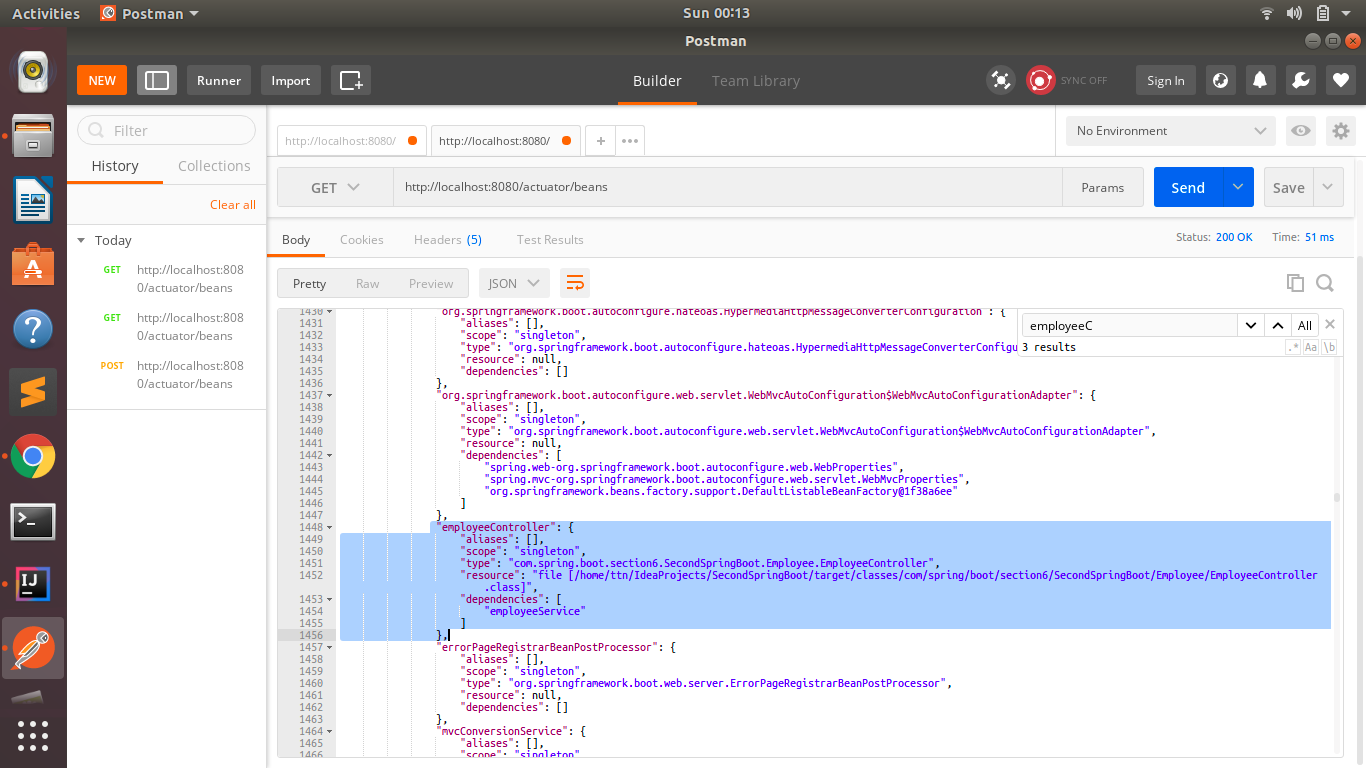 Activities
Postman
Sun 00:13
Postman
NEW
Runner
Import
Builder
Team Library
SYNC OFF
Sign In
Filter
History
Collections
Clear all
Today
GET http://localhost:808
0/actuator/beans
GET http://localhost:808
0/actuator/beans
POST http://localhost:808
0/actuator/beans
http://localhost:8080/
http://localhost:8080/
+
•••
No Environment
GET
http://localhost:8080/actuator/beans
Params
Send
Save
Body
Cookies
Headers (5)
Test Results
Status: 200 OK
Time: 51 ms
Pretty
Raw
Preview
JSON
employeeC
All
3 results
.*
Aa
\b
1430 "org.springframework.boot.autoconfigure.hateoas.HypermediaHttpMessageConverterConfiguration": {
1431 "aliases": [],
1432 "scope": "singleton",
1433 "type": "org.springframework.boot.autoconfigure.hateoas.HypermediaHttpMessageConverterConfigu
1434 "resource": null,
1435 "dependencies": []
1436 },
1437 "org.springframework.boot.autoconfigure.web.servlet.WebMvcAutoConfiguration$WebMvcAutoConfigurationAdapter": {
1438 "aliases": [],
1439 "scope": "singleton",
1440 "type": "org.springframework.boot.autoconfigure.web.servlet.WebMvcAutoConfiguration$WebMvcAutoConfigurationAdapter",
1441 "resource": null,
1442 "dependencies": [
1443 "spring.web-org.springframework.boot.autoconfigure.web.WebProperties",
1444 "spring.mvc-org.springframework.boot.autoconfigure.web.servlet.WebMvcProperties",
1445 "org.springframework.beans.factory.support.DefaultListableBeanFactory@1f38a6ee"
1446 ]
1447 },
1448 "employeeController": {
1449 "aliases": [],
1450 "scope": "singleton",
1451 "type": "com.spring.boot.section6.SecondSpringBoot.Employee.EmployeeController",
1452 "resource": "file [/home/ttn/IdeaProjects/SecondSpringBoot/target/classes/com/spring/boot/section6/SecondSpringBoot/Employee/EmployeeController
.class]",
1453 "dependencies": [
1454 "employeeService"
1455 ]
1456 },
1457 "errorPageRegistrarBeanPostProcessor": {
1458 "aliases": [],
1459 "scope": "singleton",
1460 "type": "org.springframework.boot.web.server.ErrorPageRegistrarBeanPostProcessor",
1461 "resource": null,
1462 "dependencies": []
1463 },
1464 "mvcConversionService": {
1465 "aliases": [],
1466 "scope": "singleton"